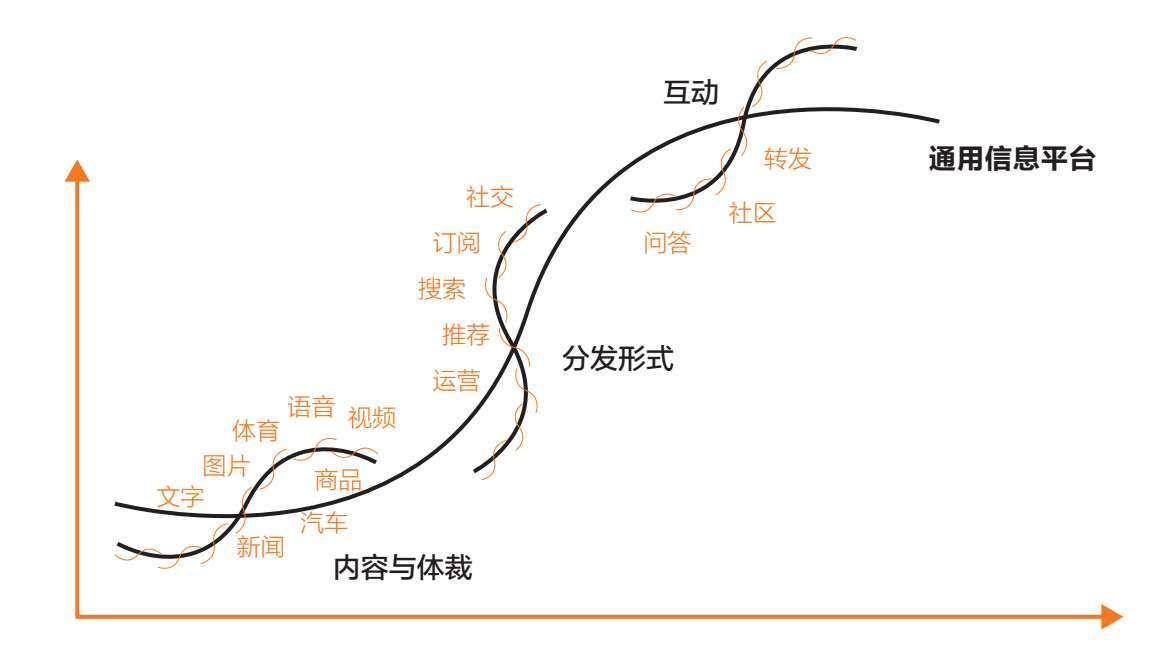 互动
通用信息平台
转发
社区
问答
社交
订阅
搜索
推荐
运营
分发形式
语音
视频
体育
图片
商品
文字
汽车
新闻
内容与体裁